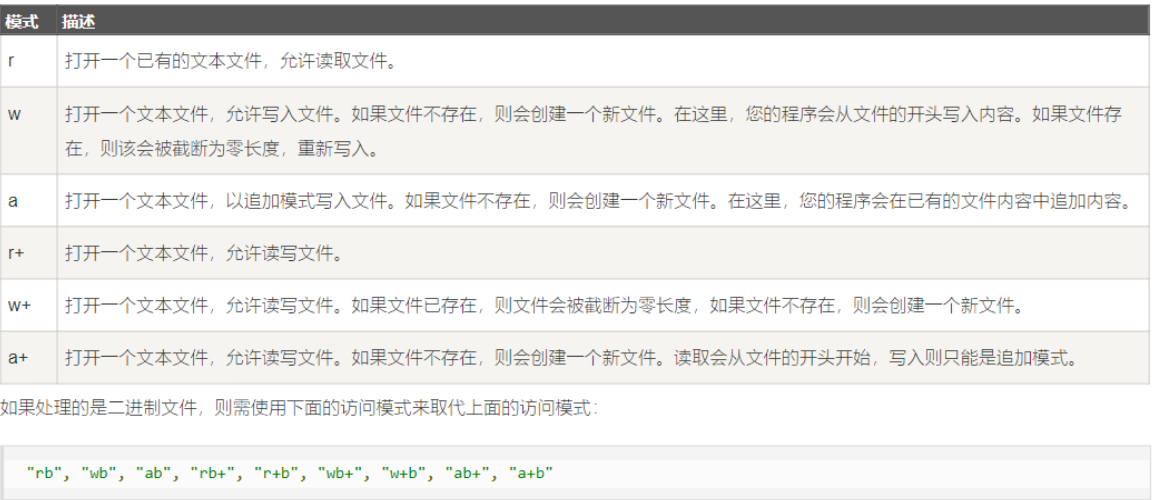 模式 描述
r 打开一个已有的文本文件，允许读取文件。
w 打开一个文本文件，允许写入文件。如果文件不存在，则会创建一个新文件。在这里，您的程序会从文件的开头写入内容。如果文件存
在，则该会被截断为零长度，重新写入。
a 打开一个文本文件，以追加模式写入文件。如果文件不存在，则会创建一个新文件。在这里，您的程序会在已有的文件内容中追加内容。
r+ 打开一个文本文件，允许读写文件。
w+ 打开一个文本文件，允许读写文件。如果文件已存在，则文件会被截断为零长度，如果文件不存在，则会创建一个新文件。
a+ 打开一个文本文件，允许读写文件。如果文件不存在，则会创建一个新文件。读取会从文件的开头开始，写入则只能是追加模式。
如果处理的是二进制文件，则需使用下面的访问模式来取代上面的访问模式：
"rb", "wb", "ab", "rb+", "r+b", "wb+", "w+b", "ab+", "a+b"